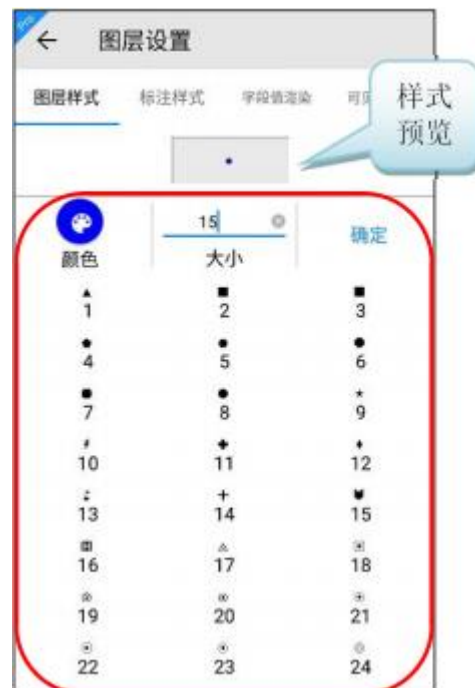 Pro
← 图层设置
图层样式 标注样式 字段值渲染
样式
预览
15 确定
颜色 大小
1 2 3
4 5 6
7 8 9
10 11 12
13 14 15
16 17 18
19 20 21
22 23 24